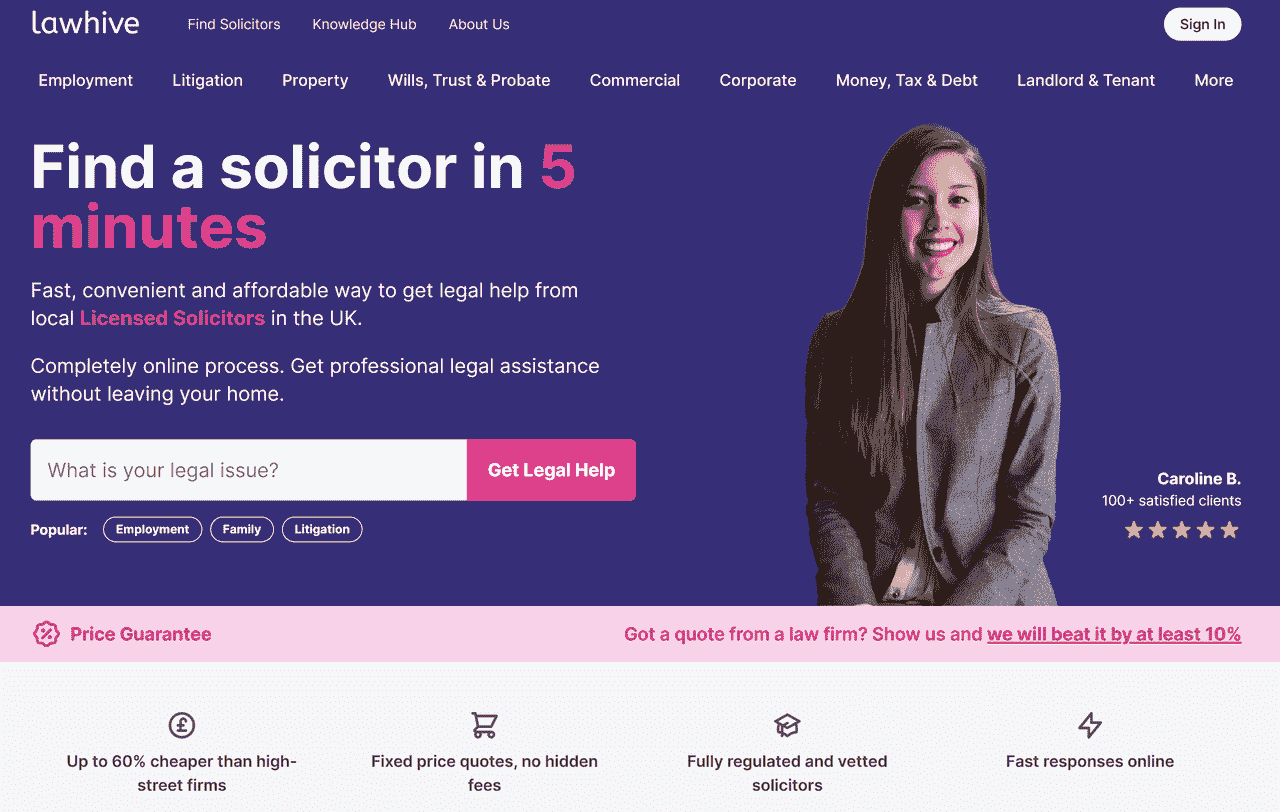 lawhive
Find Solicitors
Knowledge Hub
About Us
Sign In
Employment
Litigation
Property
Wills, Trust & Probate
Commercial
Corporate
Money, Tax & Debt
Landlord & Tenant
More
Find a solicitor in 5
minutes
Fast, convenient and affordable way to get legal help from
local Licensed Solicitors in the UK.
Completely online process. Get professional legal assistance
without leaving your home.
What is your legal issue?
Get Legal Help
Popular:
Employment
Family
Litigation
Caroline B.
100+ satisfied clients
Price Guarantee
Got a quote from a law firm? Show us and we will beat it by at least 10%
Up to 60% cheaper than high-
street firms
Fixed price quotes, no hidden
fees
Fully regulated and vetted
solicitors
Fast responses online